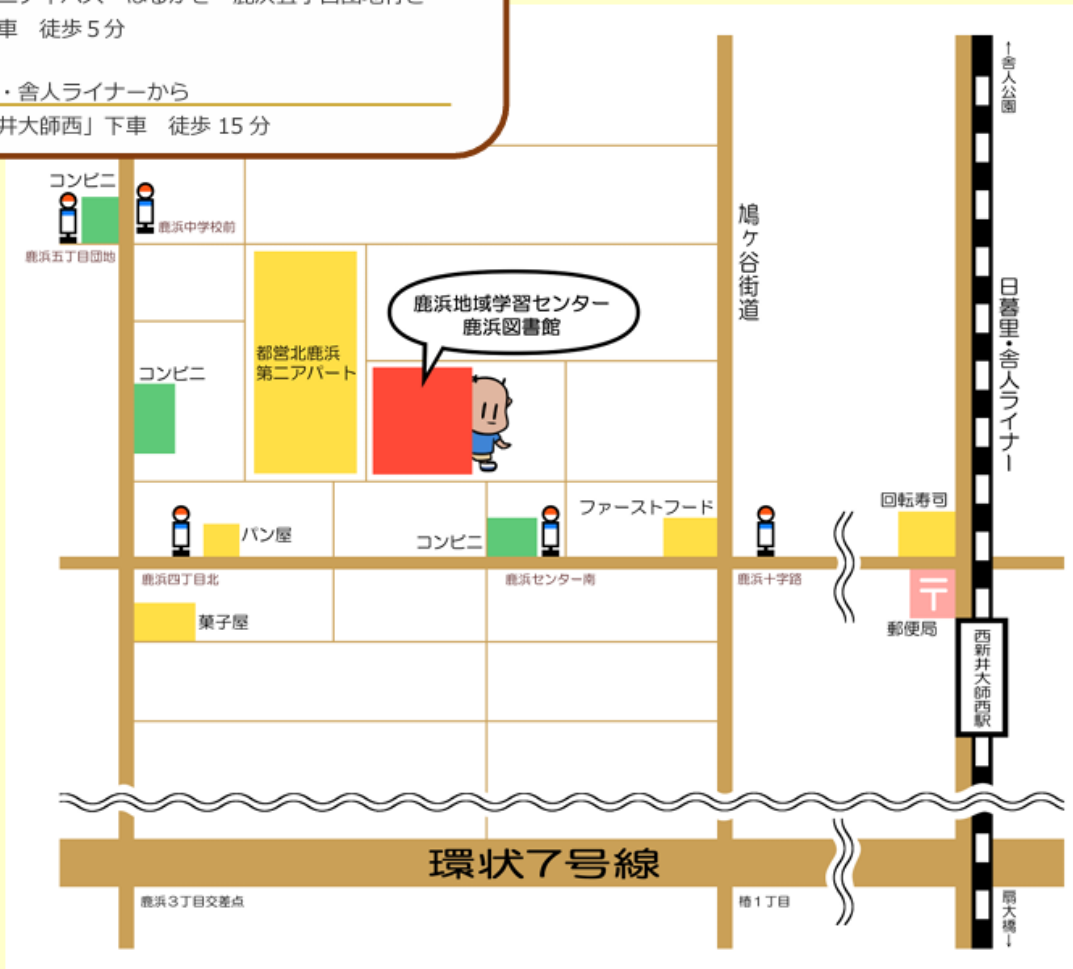 車 徒歩5分
・舎人ライナーから
井大師西」下車 徒歩 15 分
↑舎人公園
コンビニ
鹿浜中学校前
鹿浜五丁目団地
鳩ヶ谷街道
日暮里・舎人ライナー
鹿浜地域学習センター
鹿浜図書館
都営北鹿浜
第二アパート
コンビニ
回転寿司
ファーストフード
パン屋
コンビニ
鹿浜四丁目北
鹿浜センター南
鹿浜十字路
〒
菓子屋
郵便局
西新井大師西駅
環状7号線
鹿浜3丁目交差点
椿1丁目
扇大橋↓